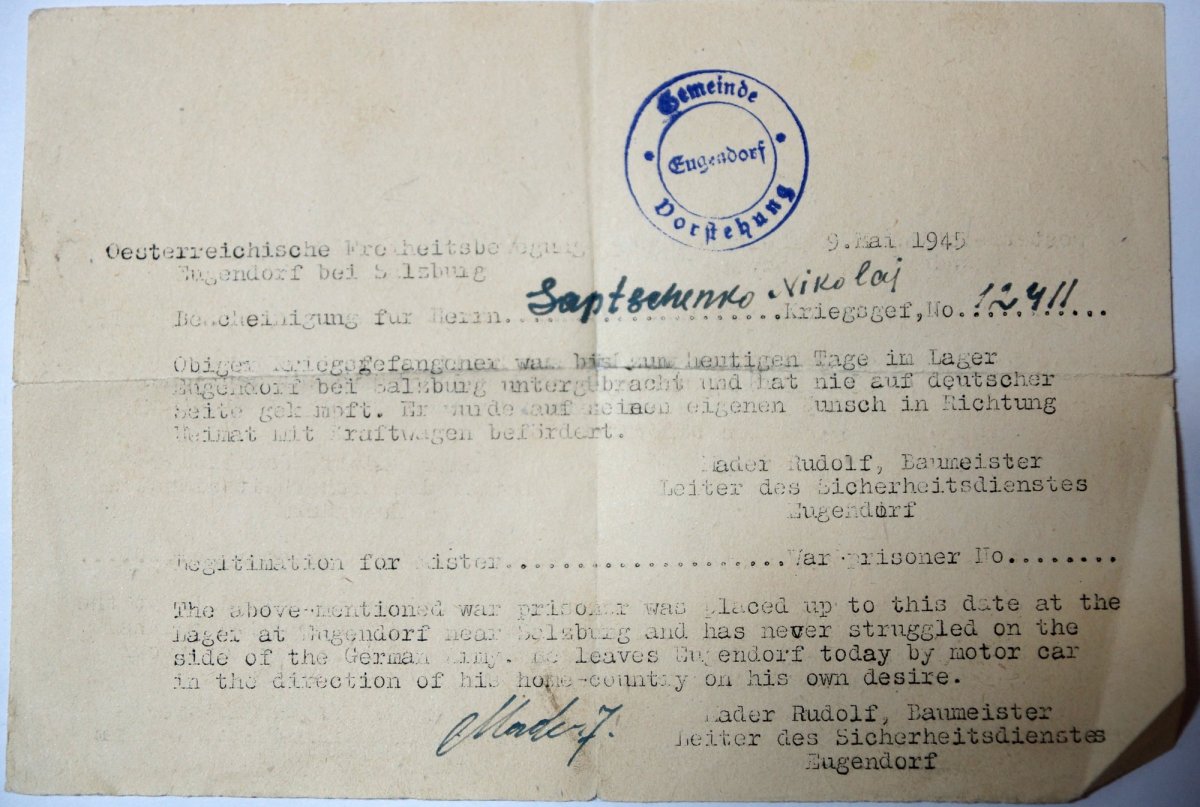 Gemeinde
Eugendorf
Vorstehung
Oesterreichische Freiheitsbewegung 9.Mai 1945
Eugendorf bei Salzburg
Bescheinigung für Herrn..... Saptschenko Nikolaj .....Kriegsgef,No. 12411...
Obiger Kriegsgefangener war bis zum heutigen Tage im Lager
Eugendorf bei Salzburg untergebracht und hat nie auf deutscher
Seite gekämpft. Er wurde auf seinen eigenen Wunsch in Richtung
Heimat mit Kraftwagen befördert.
Mader Rudolf, Baumeister
Leiter des Sicherheitsdienstes
Eugendorf
Legitimation for Mister......................War prisoner No........
The above-mentioned war prisoner was placed up to this date at the
Lager at Eugendorf near Salzburg and has never struggled on the
side of the German Army. He leaves Eugendorf today by motor car
in the direction of his home-country on his own desire.
Mader Rudolf, Baumeister
Leiter des Sicherheitsdienstes
Eugendorf